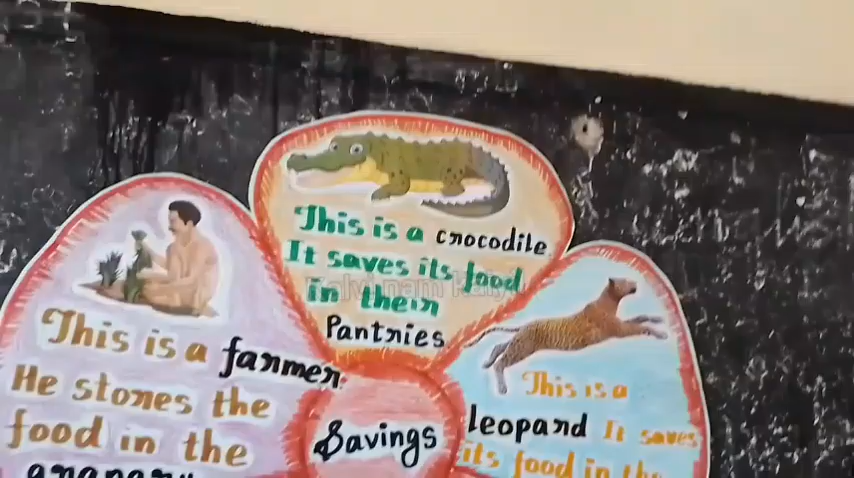 This is a crocodile
It saves its food
in their
Pantries
This is a farmer
He stores the
food in the
granary
This is a
leopard It saves
its food in the
Savings